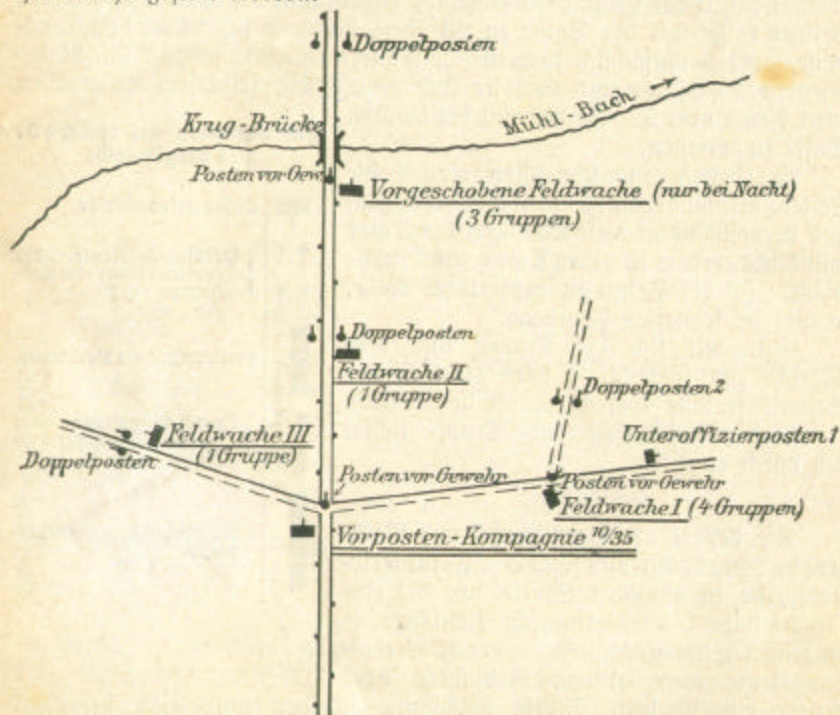 Doppelposten
Mühl-Bach
Krug-Brücke
Posten vor Gew.
Vorgeschobene Feldwache (nur bei Nacht)
(3 Gruppen)
Doppelposten
Feldwache II
(1 Gruppe)
Doppelposten 2
Feldwache III
(1 Gruppe)
Unteroffizierposten 1
Doppelposten
Posten vor Gewehr
Posten vor Gewehr
Feldwache I (4 Gruppen)
Vorposten-Kompagnie 10/35